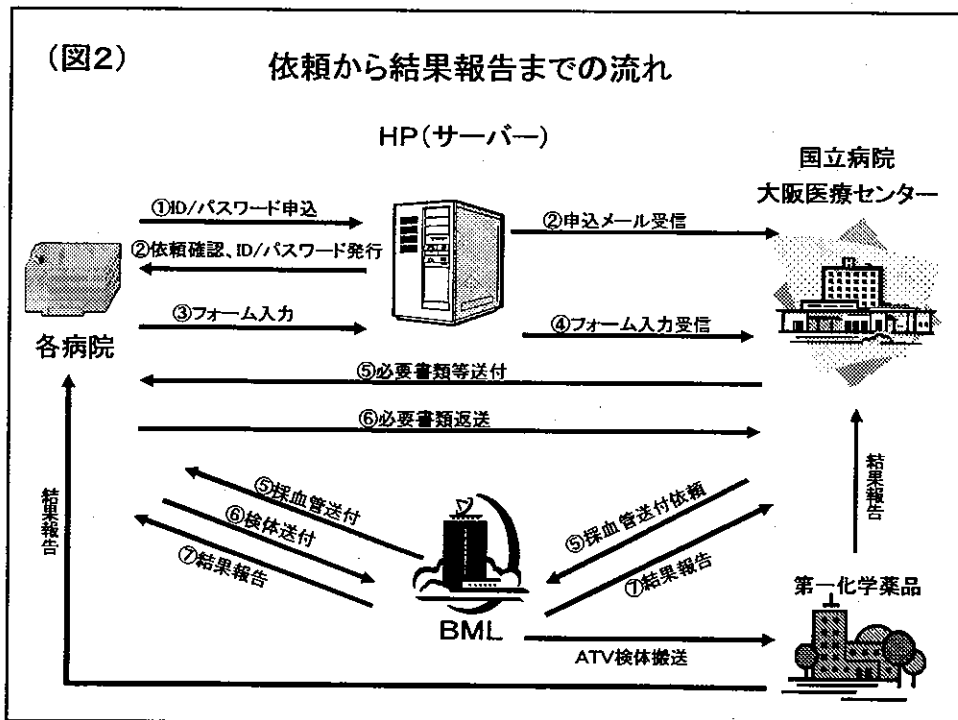 (図2)
依頼から結果報告までの流れ
HP(サーバー)
国立病院
大阪医療センター
①ID/パスワード申込
②申込メール受信
②依頼確認、ID/パスワード発行
③フォーム入力
④フォーム入力受信
各病院
⑤必要書類等送付
⑥必要書類返送
結果報告
⑤採血管送付
⑥検体送付
⑦結果報告
⑤採血管送付依頼
⑦結果報告
結果報告
第一化学薬品
BML
ATV検体搬送